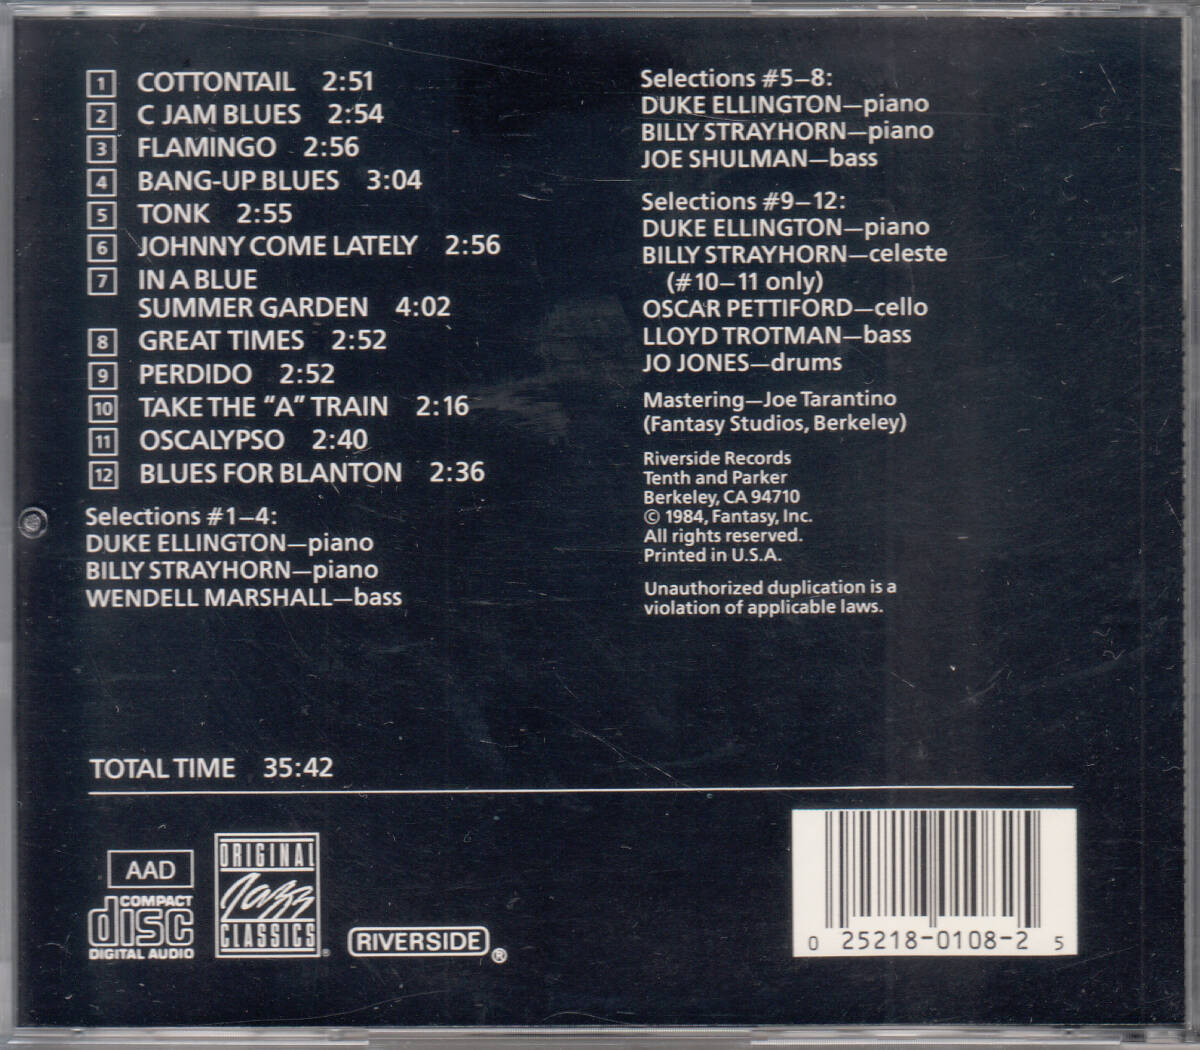 1 COTTONTAIL 2:51
2 C JAM BLUES 2:54
3 FLAMINGO 2:56
4 BANG-UP BLUES 3:04
5 TONK 2:55
6 JOHNNY COME LATELY 2:56
7 IN A BLUE
SUMMER GARDEN 4:02
8 GREAT TIMES 2:52
9 PERDIDO 2:52
10 TAKE THE “A” TRAIN 2:16
11 OSCALYPSO 2:40
12 BLUES FOR BLANTON 2:36
Selections #1–4:
DUKE ELLINGTON—piano
BILLY STRAYHORN—piano
WENDELL MARSHALL—bass
Selections #5–8:
DUKE ELLINGTON—piano
BILLY STRAYHORN—piano
JOE SHULMAN—bass
Selections #9–12:
DUKE ELLINGTON—piano
BILLY STRAYHORN—celeste
(#10–11 only)
OSCAR PETTIFORD—cello
LLOYD TROTMAN—bass
JO JONES—drums
Mastering—Joe Tarantino
(Fantasy Studios, Berkeley)
Riverside Records
Tenth and Parker
Berkeley, CA 94710
© 1984, Fantasy, Inc.
All rights reserved.
Printed in U.S.A.
Unauthorized duplication is a
violation of applicable laws.
TOTAL TIME 35:42
AAD
COMPACT
disc
DIGITAL AUDIO
ORIGINAL
Jazz
CLASSICS®
RIVERSIDE®
0 25218-0108-2 5